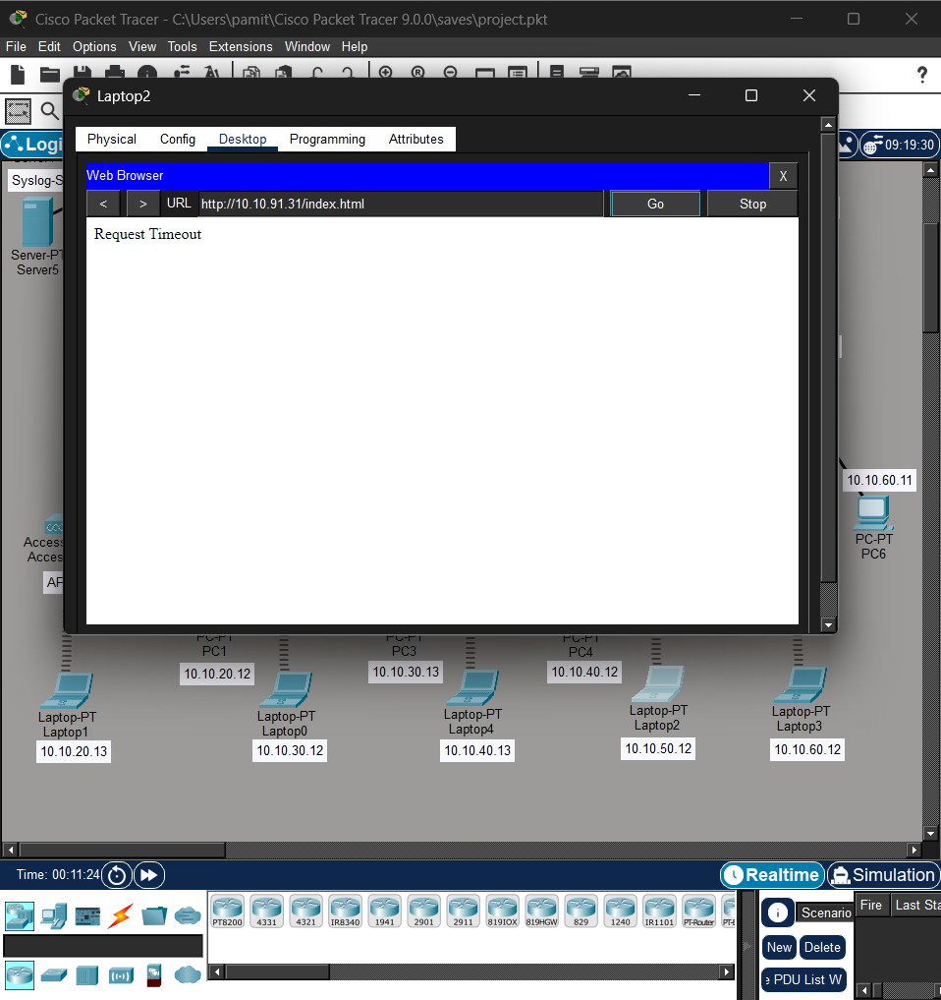 Cisco Packet Tracer - C:\Users\pamit\Cisco Packet Tracer 9.0.0\saves\project.pkt
File Edit Options View Tools Extensions Window Help
?
Laptop2
Logi
09:19:30
Physical Config Desktop Programming Attributes
Web Browser X
< > URL http://10.10.91.31/index.html Go Stop
Request Timeout
Syslog-S
Server-PT
Server5
10.10.60.11
PC-PT
PC6
Access
Acces
AP
PC-PT
PC1
10.10.20.12
PC-PT
PC3
10.10.30.13
PC-PT
PC4
10.10.40.12
Laptop-PT
Laptop1
10.10.20.13
Laptop-PT
Laptop0
10.10.30.12
Laptop-PT
Laptop4
10.10.40.13
Laptop-PT
Laptop2
10.10.50.12
Laptop-PT
Laptop3
10.10.60.12
Time: 00:11:24
Realtime Simulation
PT8200 4331 4321 IR8340 1941 2901 2911 819IOX 819HGW 829 1240 IR1101 PT-Router
Scenario
Fire Last Sta
New Delete
e PDU List W